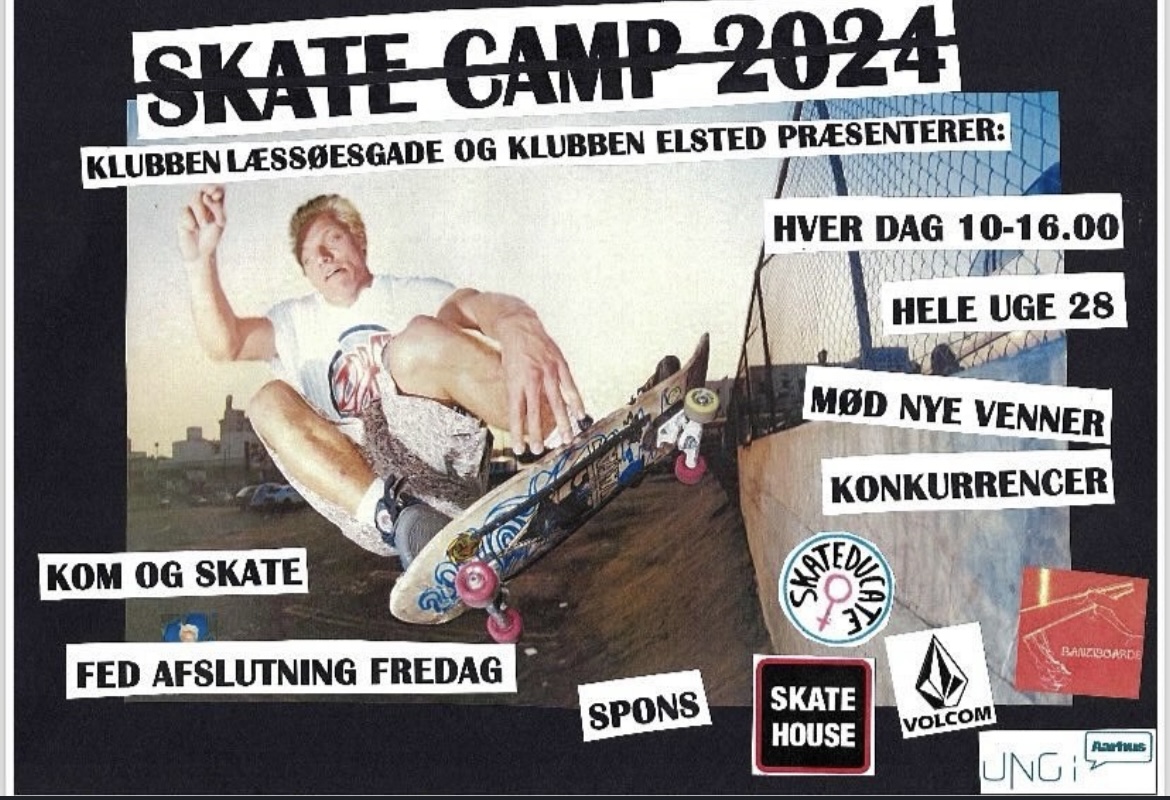 SKATE CAMP 2024
KLUBBEN LÆSSØESGADE OG KLUBBEN ELSTED PRÆSENTERER:
HVER DAG 10-16.00
HELE UGE 28
MØD NYE VENNER
KONKURRENCER
KOM OG SKATE
FED AFSLUTNING FREDAG
SPONS
SKATEDUCATE
SKATE
HOUSE
VOLCOM
UNG i
Aarhus